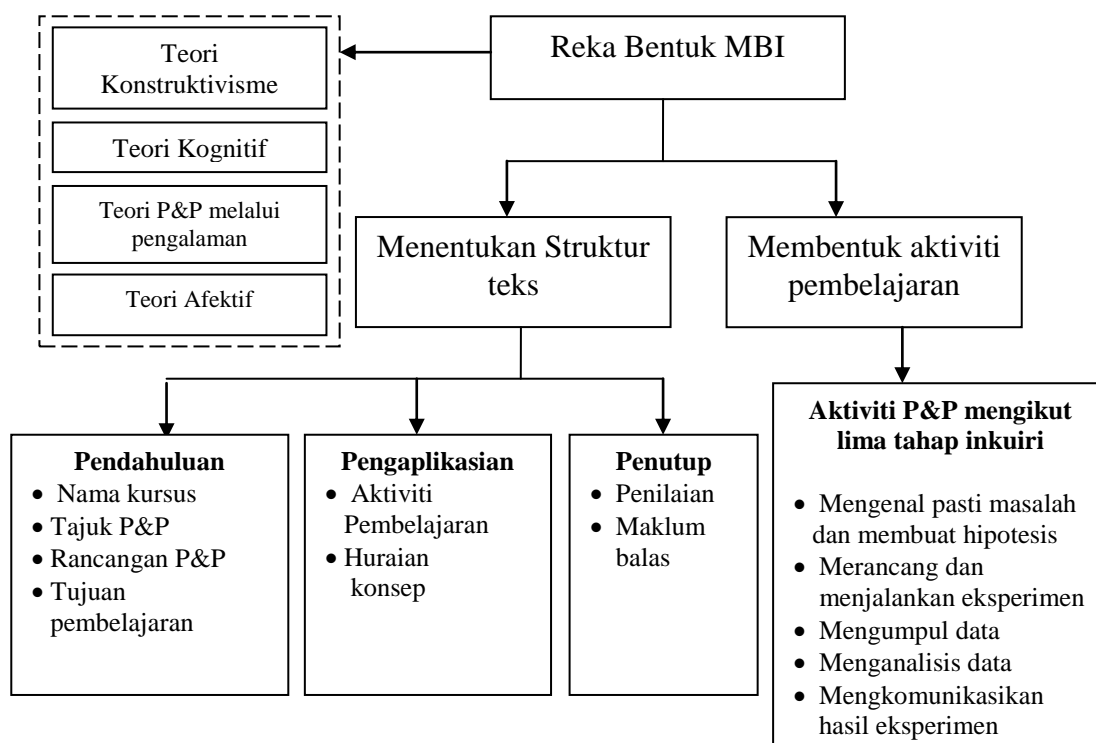 Reka Bentuk MBI
Teori
Konstruktivisme
Teori Kognitif
Teori P&P melalui
pengalaman
Teori Afektif
Menentukan Struktur
teks
Membentuk aktiviti
pembelajaran
Pendahuluan
• Nama kursus
• Tajuk P&P
• Rancangan P&P
• Tujuan
pembelajaran
Pengaplikasian
• Aktiviti
Pembelajaran
• Huraian
konsep
Penutup
• Penilaian
• Maklum
balas
Aktiviti P&P mengikut
lima tahap inkuiri
• Mengenal pasti masalah
dan membuat hipotesis
• Merancang dan
menjalankan eksperimen
• Mengumpul data
• Menganalisis data
• Mengkomunikasikan
hasil eksperimen